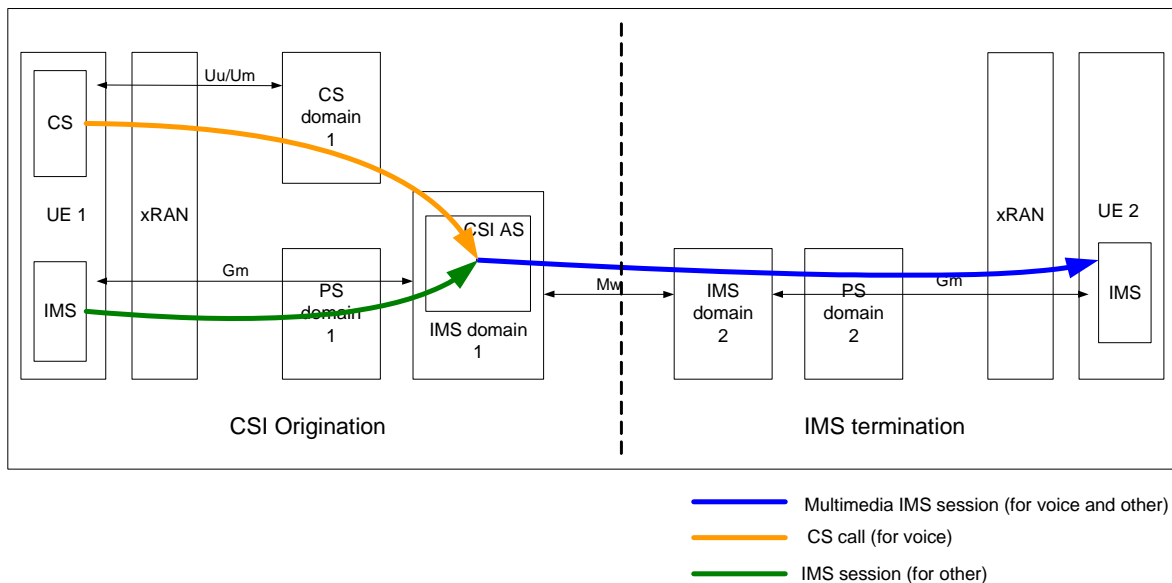 Uu/Um
CS
CS
domain
1
UE 1
xRAN
CSI AS
xRAN
UE 2
Gm
IMS
PS
domain
1
IMS domain
1
Mw
IMS
domain
2
PS
domain
2
Gm
IMS
CSI Origination
IMS termination
Multimedia IMS session (for voice and other)
CS call (for voice)
IMS session (for other)